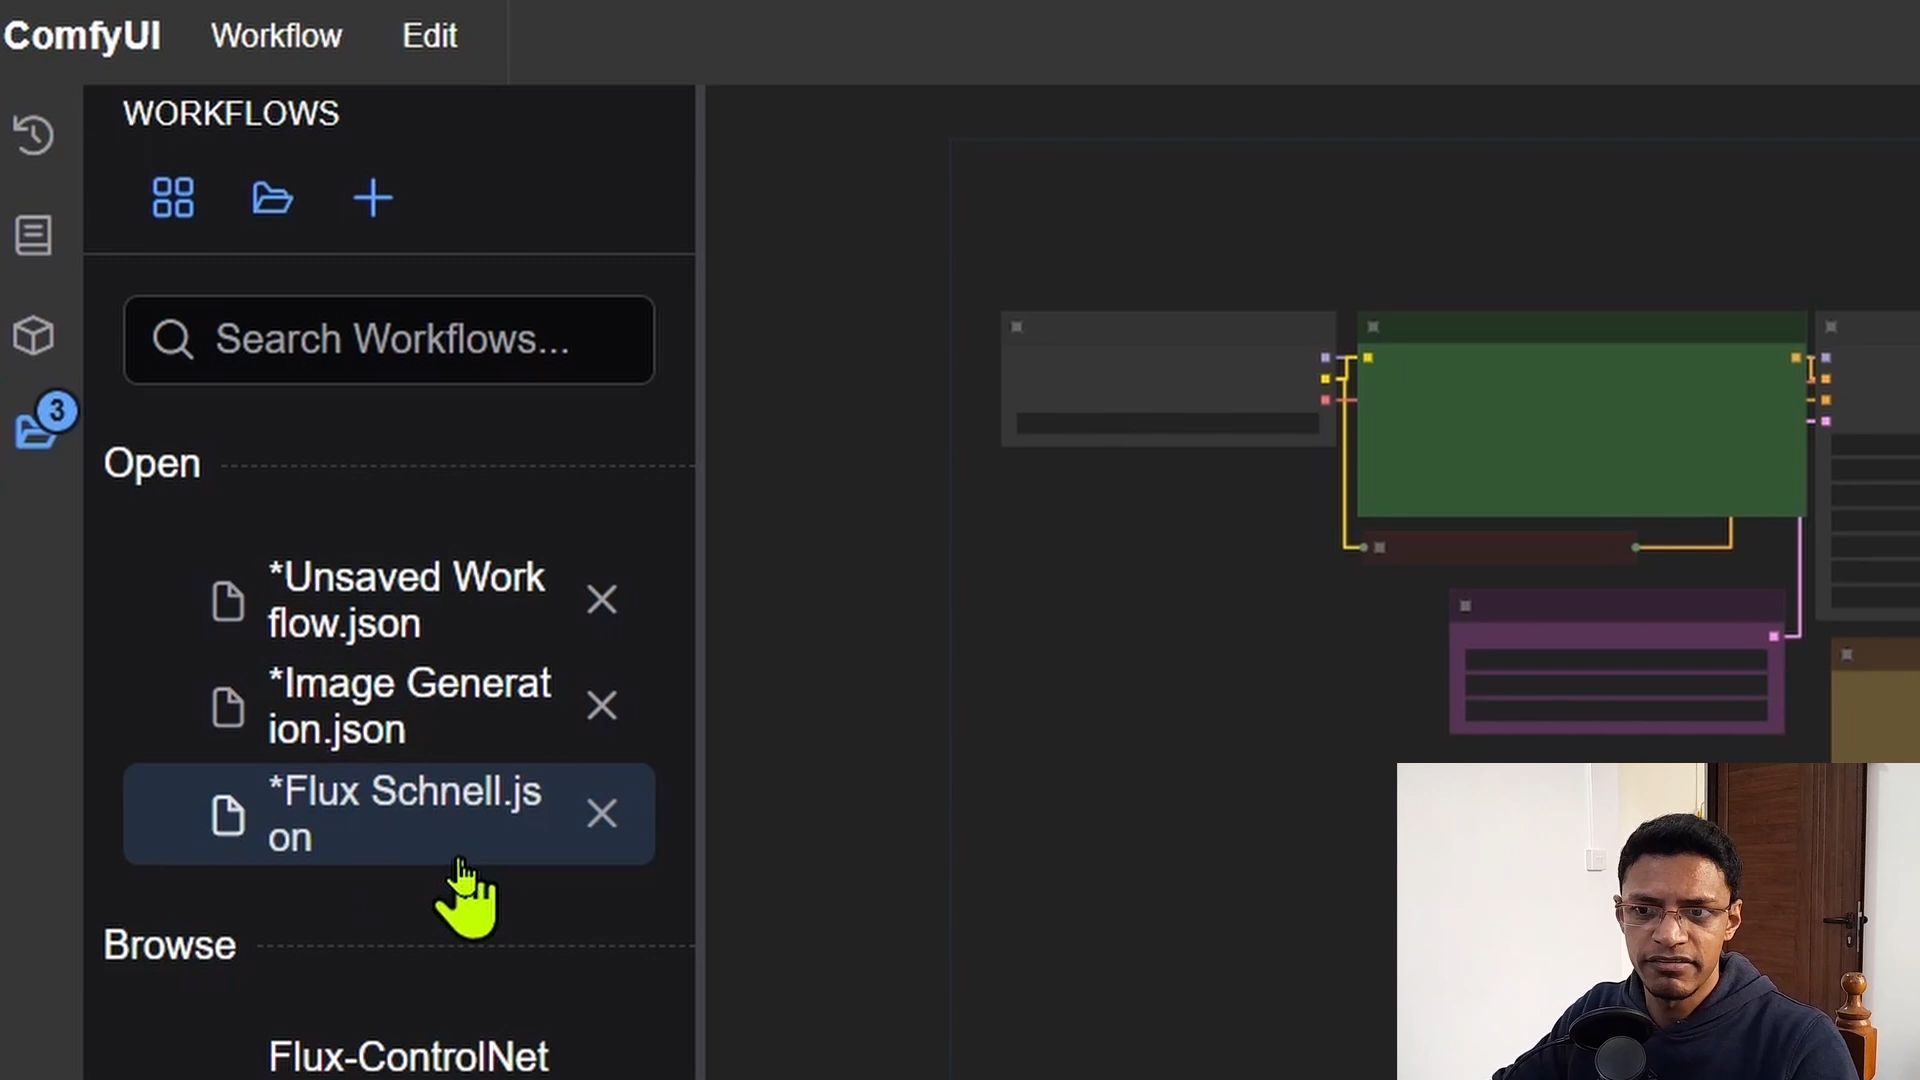 ComfyUI Workflow Edit
WORKFLOWS
Search Workflows...
3
Open
*Unsaved Work
flow.json
*Image Generat
ion.json
*Flux Schnell.js
on
Browse
Flux-ControlNet